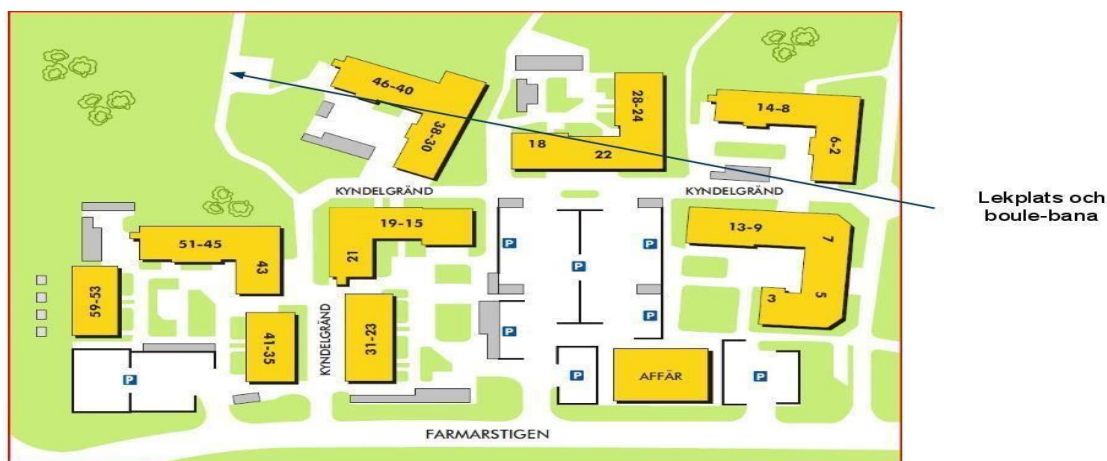 46-40
38-30
28-24
18
22
14-8
6-2
KYNDELGRÄND
KYNDELGRÄND
Lekplats och
boule-bana
51-45
43
19-15
21
13-9
7
5
3
P
P
P
P
P
59-53
41-35
KYNDELGRÄND
31-23
P
P
AFFÄR
P
FARMARSTIGEN